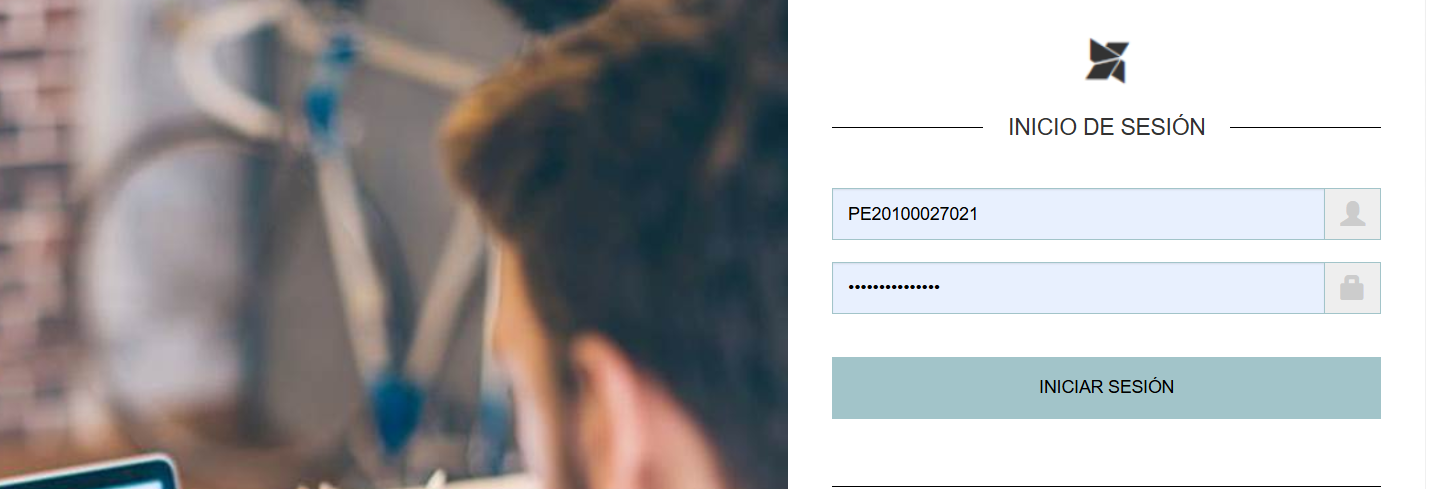 INICIO DE SESIÓN
PE20100027021
•••••••••••••••
INICIAR SESIÓN